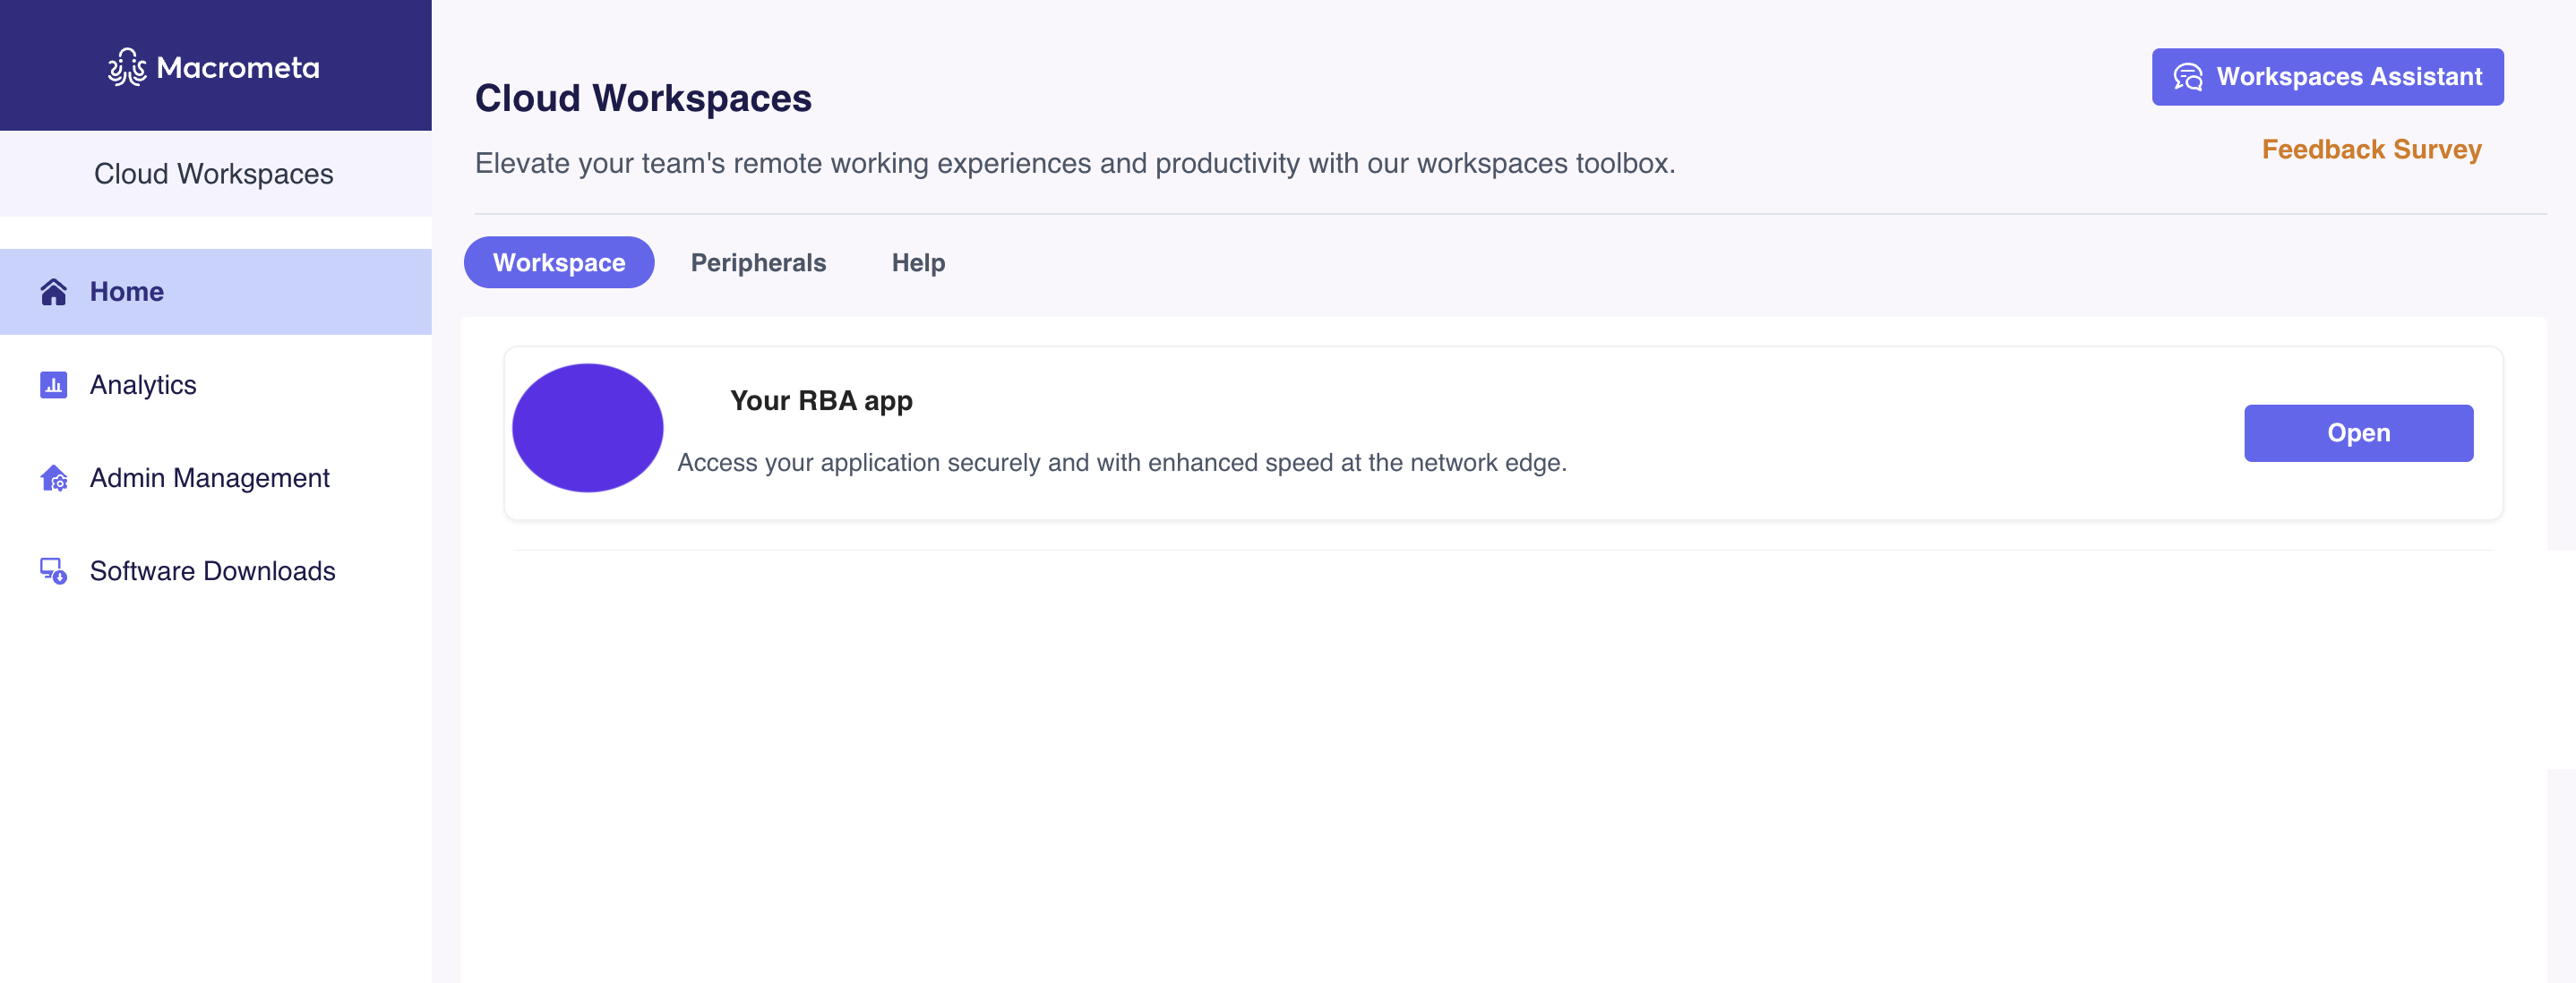 Macrometa
Cloud Workspaces
Home
Analytics
Admin Management
Software Downloads
Cloud Workspaces
Elevate your team's remote working experiences and productivity with our workspaces toolbox.
Workspaces Assistant
Feedback Survey
Workspace
Peripherals
Help
Your RBA app
Access your application securely and with enhanced speed at the network edge.
Open